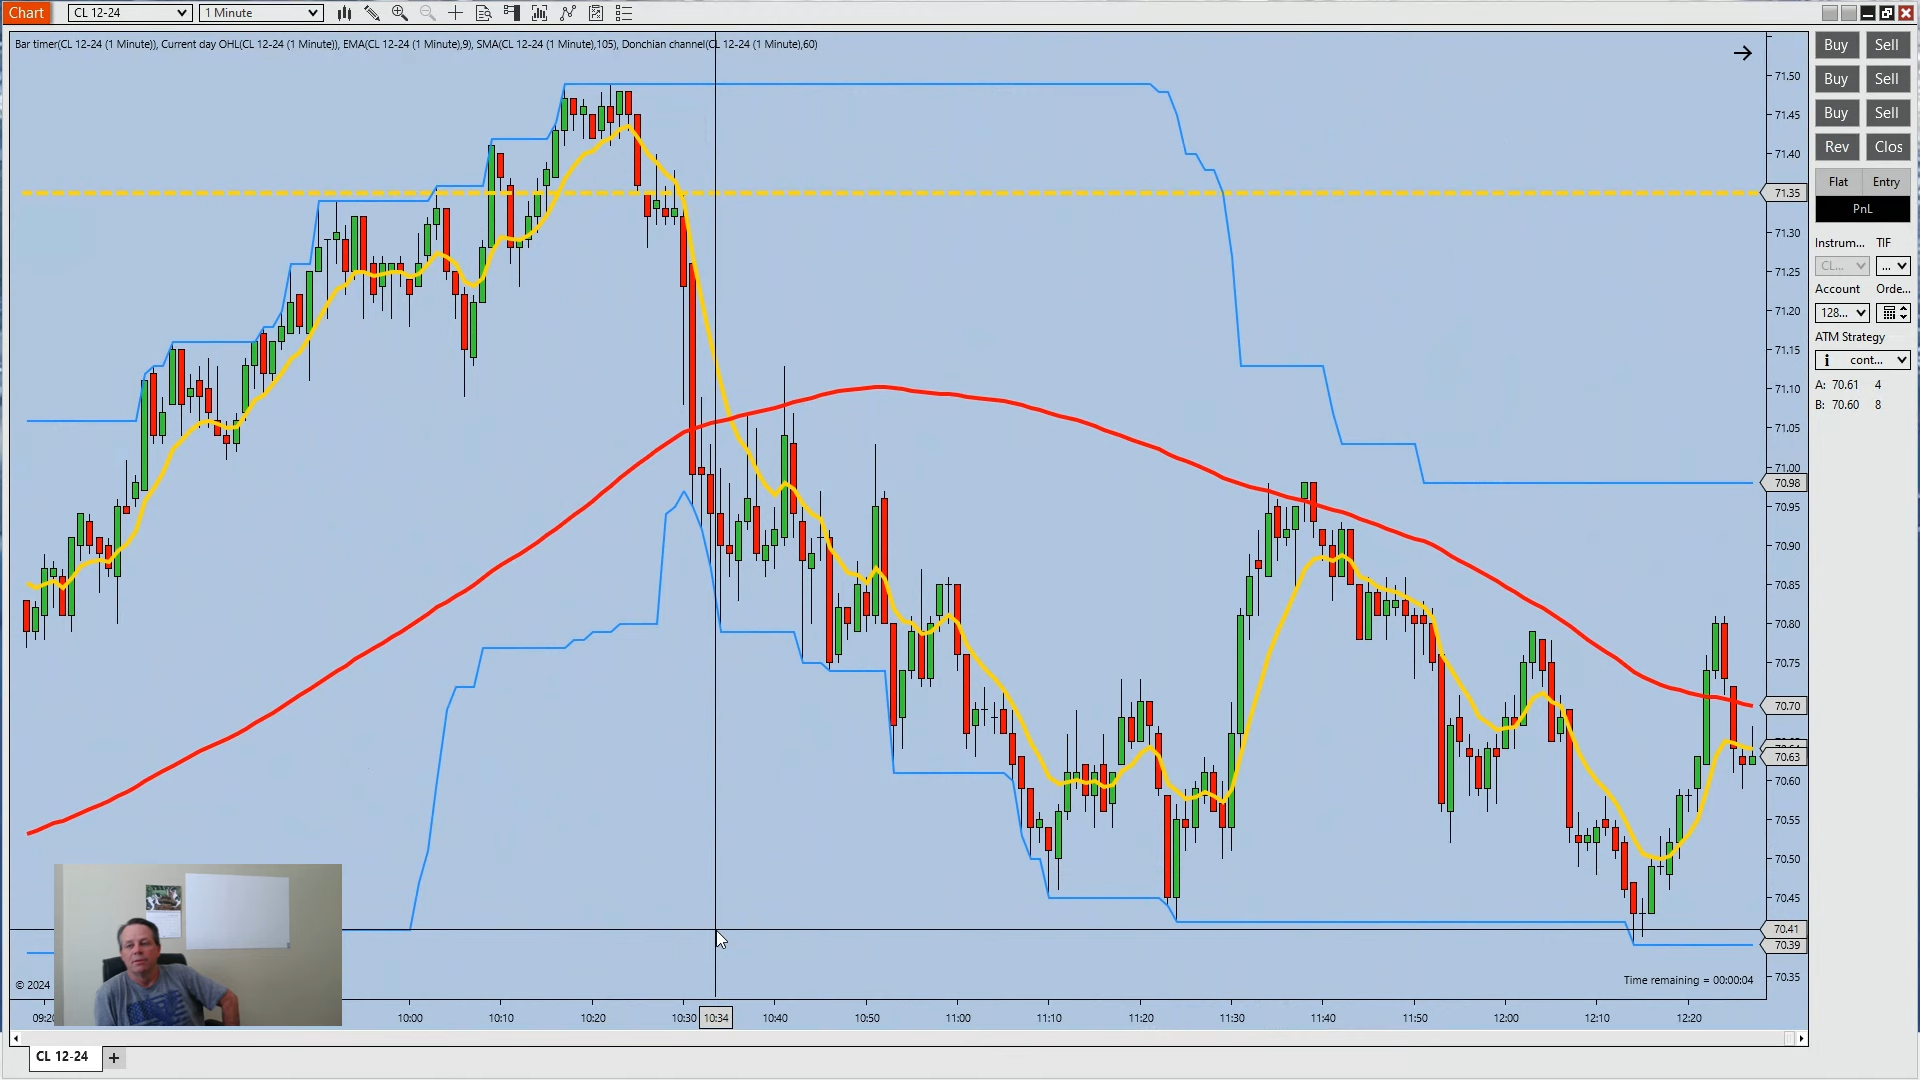 Chart CL 12-24 1 Minute
Bar timer(CL 12-24 (1 Minute)), Current day OHL(CL 12-24 (1 Minute)), EMA(CL 12-24 (1 Minute),9), SMA(CL 12-24 (1 Minute),105), Donchian channel(CL 12-24 (1 Minute),60)
71.50
71.45
71.40
71.35
71.30
71.25
71.20
71.15
71.10
71.05
71.00
70.98
70.95
70.90
70.85
70.80
70.75
70.70
70.63
70.60
70.55
70.50
70.45
70.41
70.39
70.35
Buy Sell
Buy Sell
Buy Sell
Rev Clos
Flat Entry
PnL
Instrum... TIF
CL... ...
Account Orde...
128...
ATM Strategy
cont...
A: 70.61 4
B: 70.60 8
Time remaining = 00:00:04
© 2024
09:20 10:00 10:10 10:20 10:30 10:34 10:40 10:50 11:00 11:10 11:20 11:30 11:40 11:50 12:00 12:10 12:20
CL 12-24 +